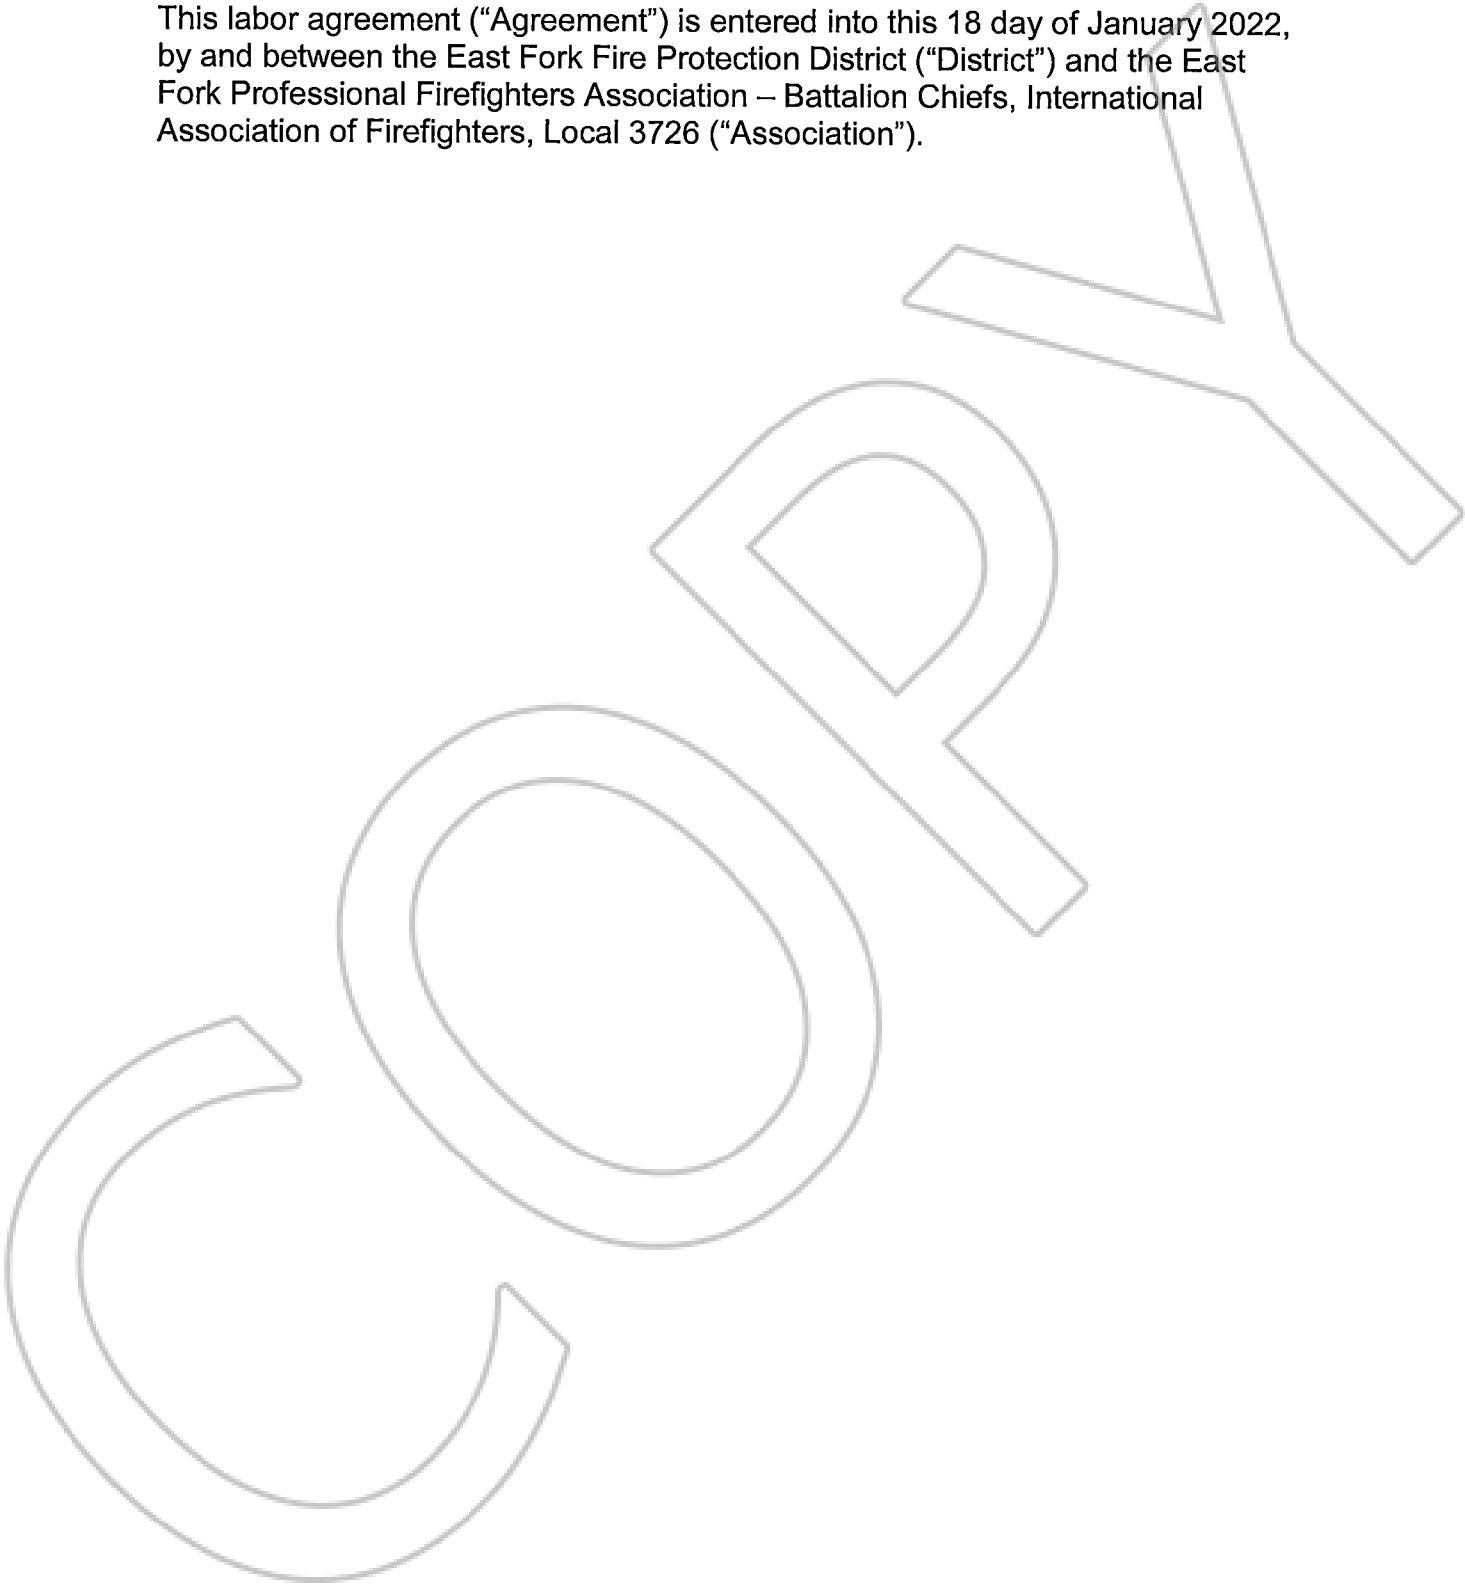 This labor agreement (“Agreement”) is entered into this 18 day of January 2022,
by and between the East Fork Fire Protection District (“District”) and the East
Fork Professional Firefighters Association – Battalion Chiefs, International
Association of Firefighters, Local 3726 (“Association”).
COPY